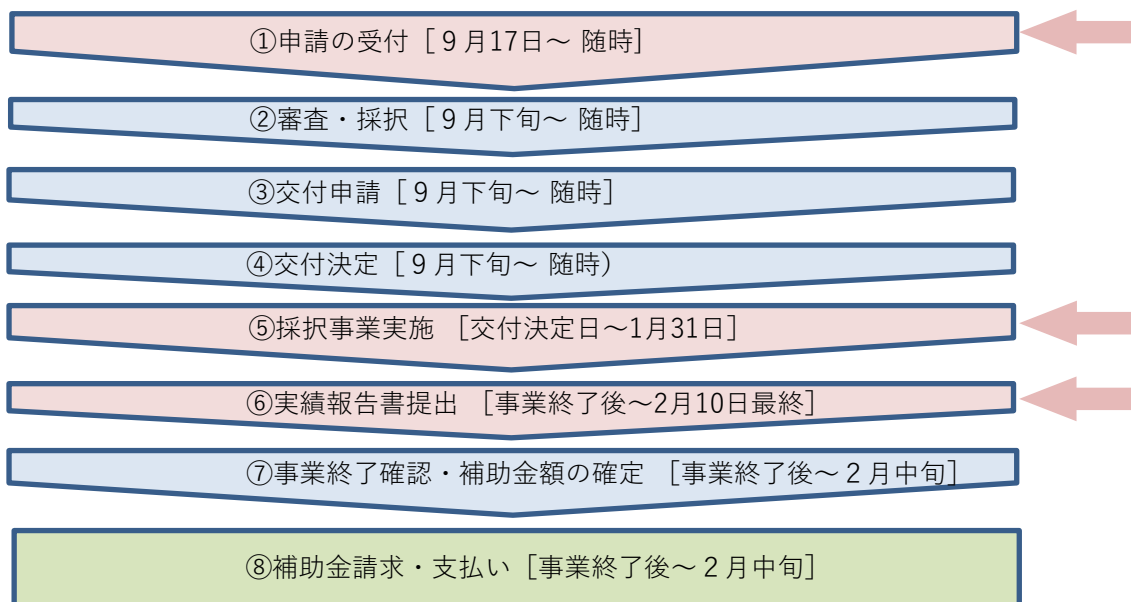 ①申請の受付［９月17日～ 随時］
②審査・採択［９月下旬～ 随時］
③交付申請［９月下旬～ 随時］
④交付決定［９月下旬～ 随時）
⑤採択事業実施 ［交付決定日～1月31日］
⑥実績報告書提出 ［事業終了後～2月10日最終］
⑦事業終了確認・補助金額の確定 ［事業終了後～２月中旬］
⑧補助金請求・支払い［事業終了後～２月中旬］